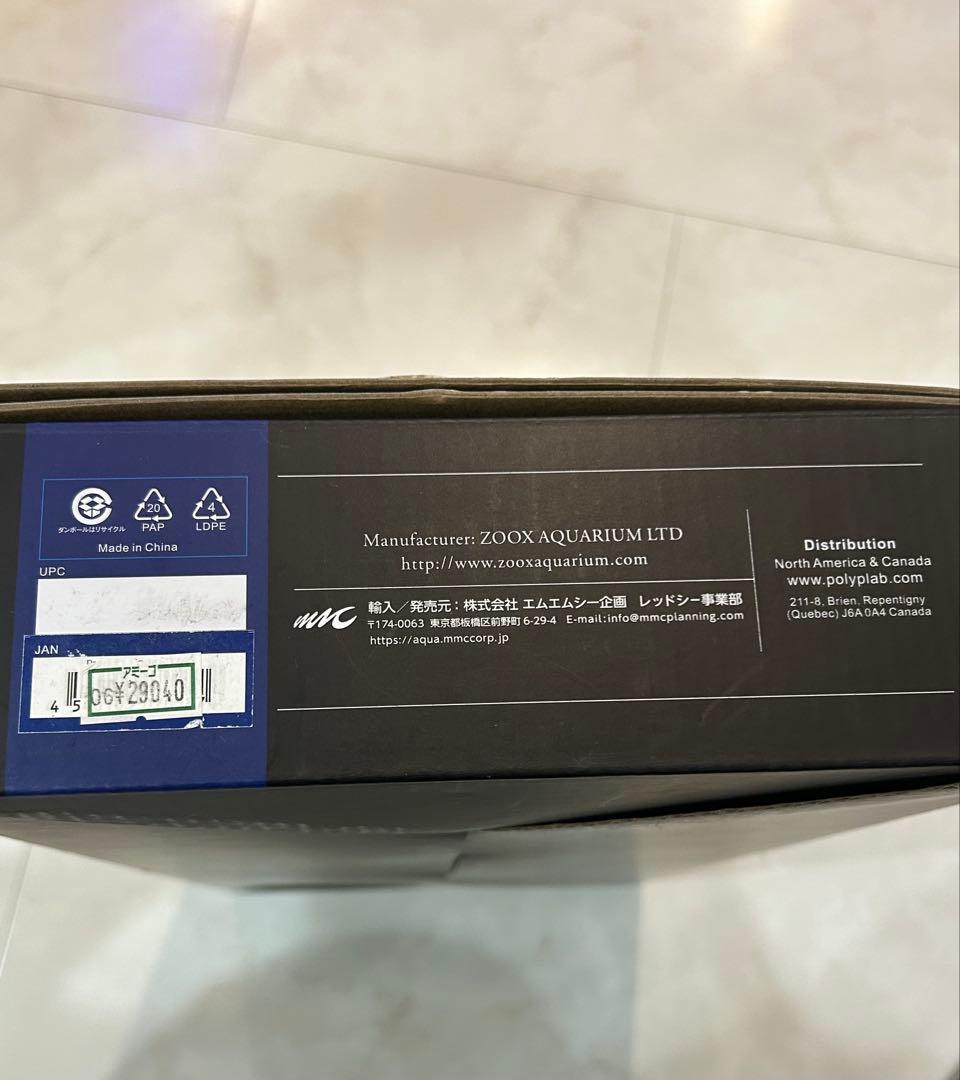 ダンボールはリサイクル
20
PAP
4
LDPE
Made in China
UPC
JAN
4 5
アミーゴ
06¥29040
Manufacturer: ZOOX AQUARIUM LTD
http://www.zooxaquarium.com
mmc
輸入／発売元：株式会社 エムエムシー企画 レッドシー事業部
〒174-0063 東京都板橋区前野町 6-29-4 E-mail:info@mmcplanning.com
https://aqua.mmccorp.jp
Distribution
North America & Canada
www.polyplab.com
211-8, Brien, Repentigny
(Quebec) J6A 0A4 Canada